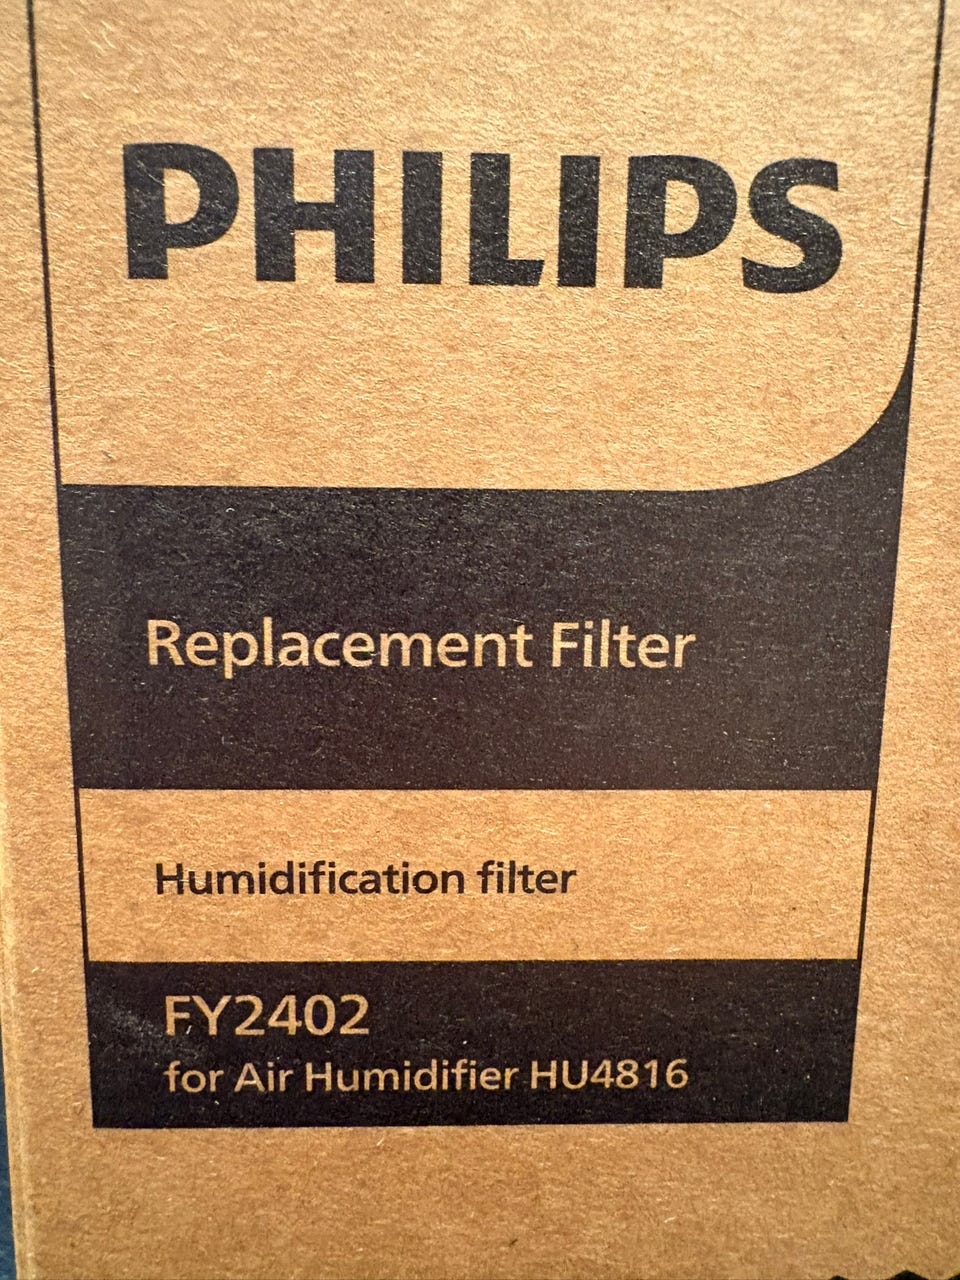 PHILIPS
Replacement Filter
Humidification filter
FY2402
for Air Humidifier HU4816